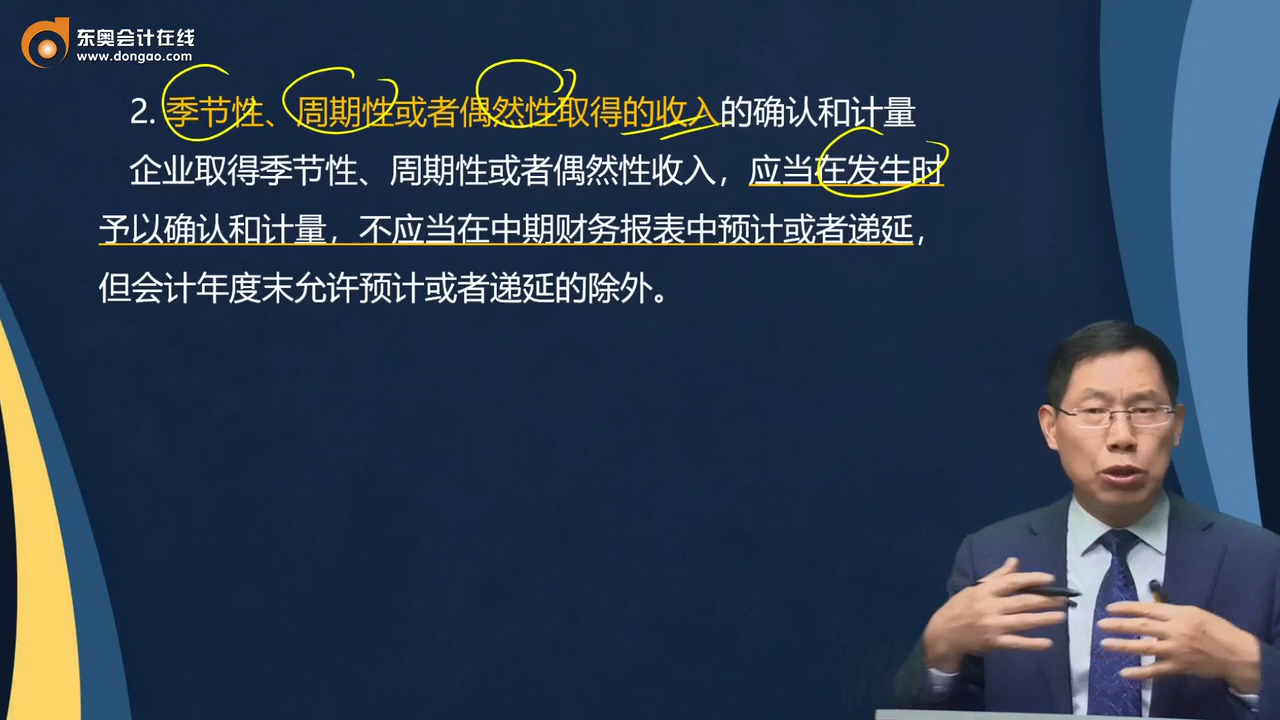 东奥会计在线
www.dongao.com
2. 季节性、周期性或者偶然性取得的收入的确认和计量
企业取得季节性、周期性或者偶然性收入，应当在发生时
予以确认和计量，不应当在中期财务报表中预计或者递延，
但会计年度末允许预计或者递延的除外。